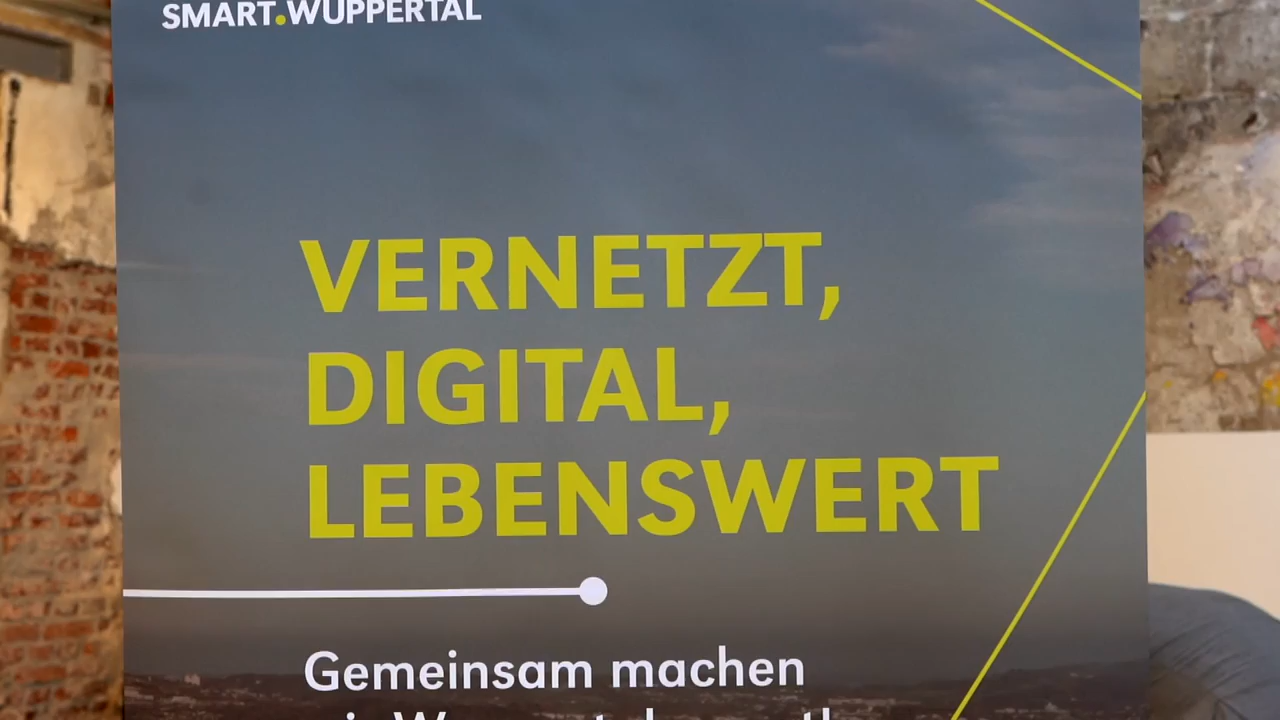 SMART.WUPPERTAL
VERNETZT,
DIGITAL,
LEBENSWERT
Gemeinsam machen